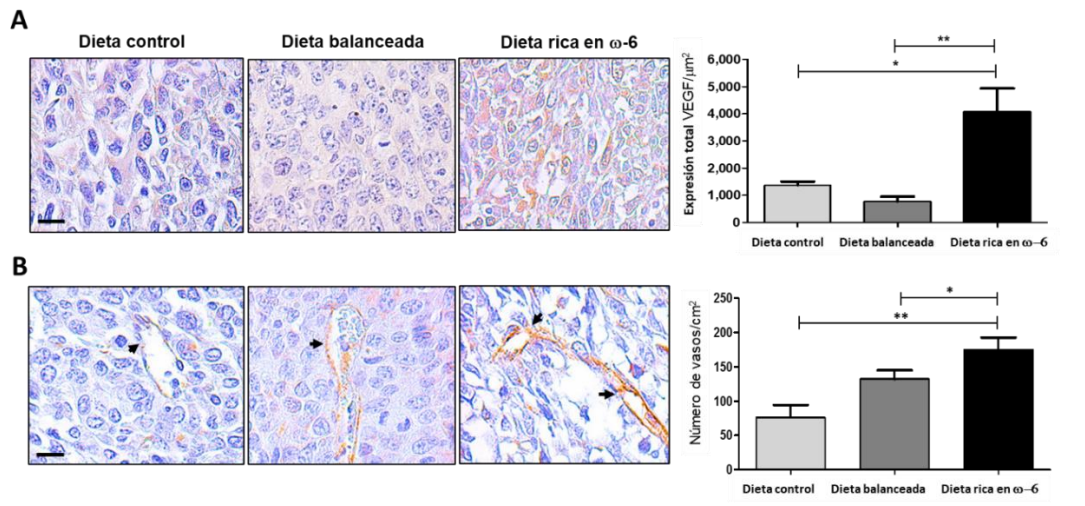 A
Dieta control
Dieta balanceada
Dieta rica en ω-6
**
*
Expresión total VEGF/µm²
6,000
5,000
4,000
3,000
2,000
1,000
0
Dieta control
Dieta balanceada
Dieta rica en ω−6
B
*
**
Número de vasos/cm²
250
200
150
100
50
0
Dieta control
Dieta balanceada
Dieta rica en ω−6